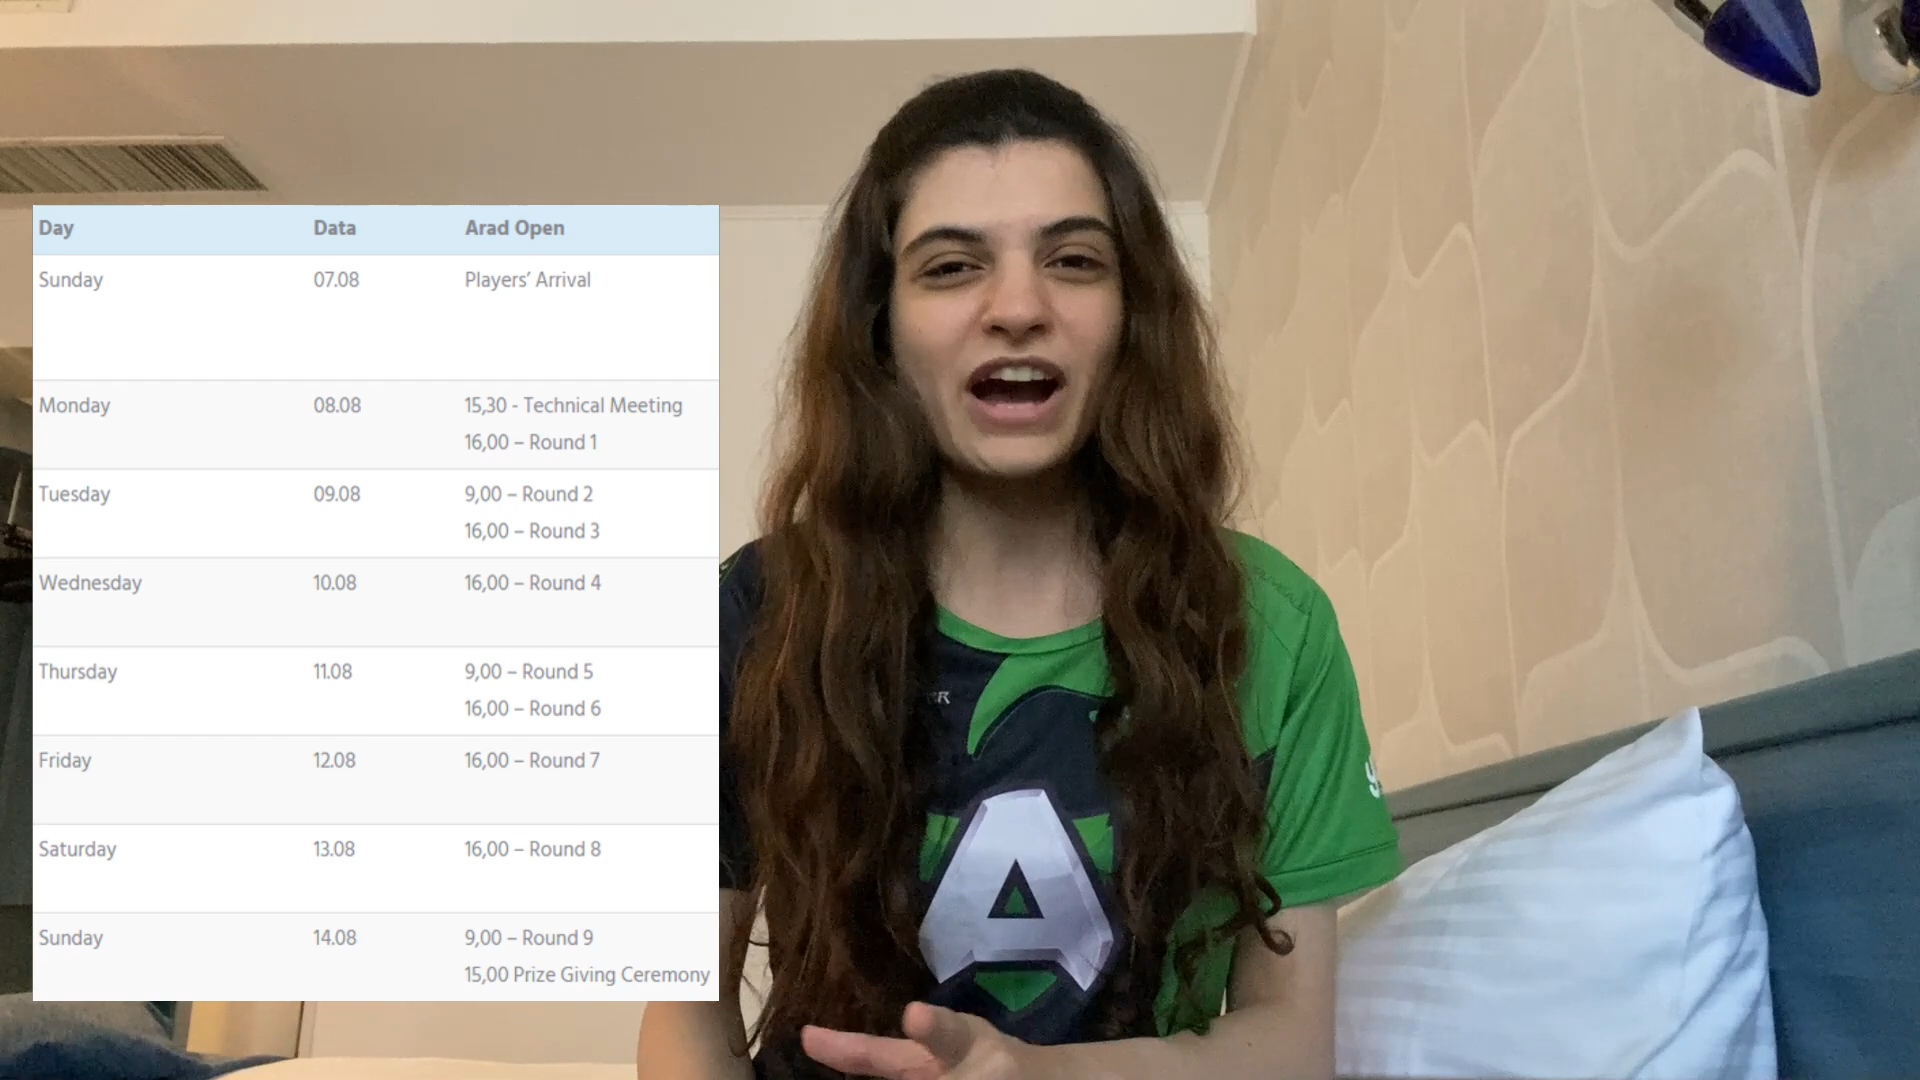 Day Data Arad Open
Sunday 07.08 Players’ Arrival
Monday 08.08 15,30 - Technical Meeting
16,00 – Round 1
Tuesday 09.08 9,00 – Round 2
16,00 – Round 3
Wednesday 10.08 16,00 – Round 4
Thursday 11.08 9,00 – Round 5
16,00 – Round 6
Friday 12.08 16,00 – Round 7
Saturday 13.08 16,00 – Round 8
Sunday 14.08 9,00 – Round 9
15,00 Prize Giving Ceremony
A